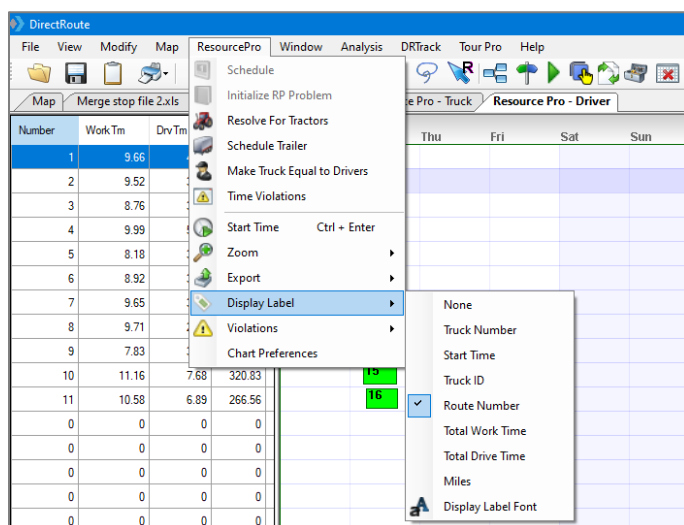 DirectRoute
File View Modify Map ResourcePro Window Analysis DRTrack Tour Pro Help
Map Merge stop file 2.xls Pro - Truck Resource Pro - Driver
Number Work Tm Drv Tm Thu Fri Sat Sun
Schedule
Initialize RP Problem
Resolve For Tractors
Schedule Trailer
Make Truck Equal to Drivers
Time Violations
Start Time Ctrl + Enter
Zoom
Export
Display Label
Violations
Chart Preferences
1 9.66
2 9.52
3 8.76
4 9.99
5 8.18
6 8.92
7 9.65
8 9.71
9 7.83
10 11.16 7.68 320.83 15
11 10.58 6.89 266.56 16
0 0 0 0
0 0 0 0
0 0 0 0
0 0 0 0
0 0 0 0
None
Truck Number
Start Time
Truck ID
Route Number
Total Work Time
Total Drive Time
Miles
Display Label Font